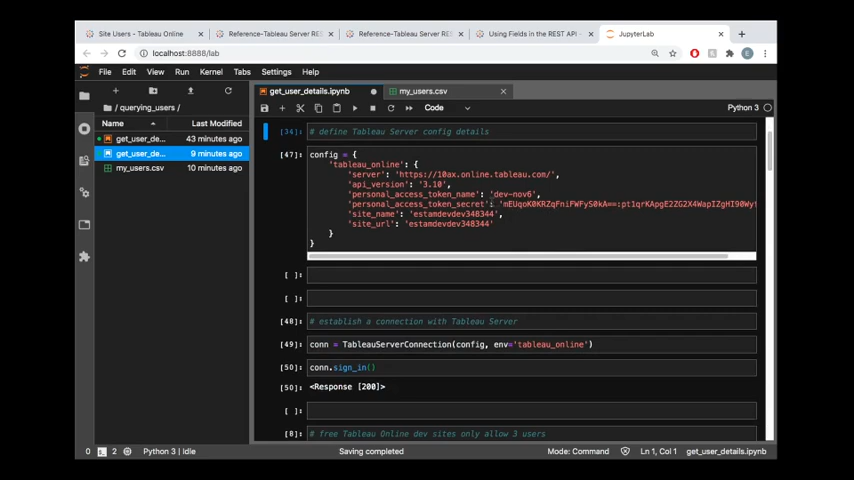 Site Users - Tableau Online
Reference-Tableau Server RES
Reference-Tableau Server RES
Using Fields in the REST API -
JupyterLab
localhost:8888/lab
File Edit View Run Kernel Tabs Settings Help
get_user_details.ipynb
my_users.csv
Code
Python 3
/ querying_users /
Name
Last Modified
get_user_de...
43 minutes ago
get_user_de...
9 minutes ago
my_users.csv
10 minutes ago
[34]: # define Tableau Server config details
[47]: config = {
'tableau_online': {
'server': 'https://10ax.online.tableau.com/',
'api_version': '3.10',
'personal_access_token_name': 'dev-nov6',
'personal_access_token_secret':
'site_name': 'estamdevdev348344',
'site_url': 'estamdevdev348344'
}
}
[ ]:
[ ]:
[48]: # establish a connection with Tableau Server
[49]: conn = TableauServerConnection(config, env='tableau_online')
[50]: conn.sign_in()
[50]: <Response [200]>
[ ]:
[8]: # free Tableau Online dev sites only allow 3 users
0 2 Python 3 | Idle
Saving completed
Mode: Command
Ln 1, Col 1
get_user_details.ipynb